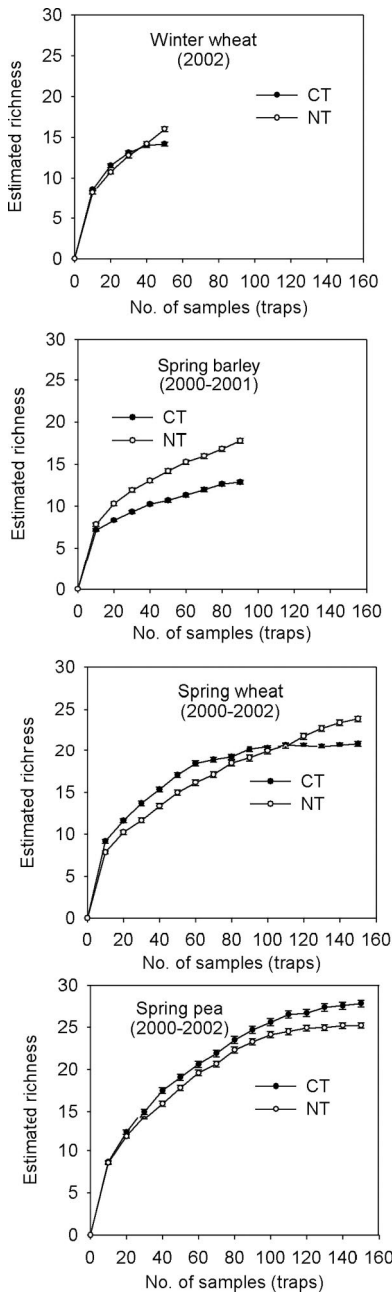 30
Winter wheat
(2002)
25
20
CT
NT
15
10
5
0
Estimated richness
0 20 40 60 80 100 120 140 160
No. of samples (traps)
30
Spring barley
(2000-2001)
25
CT
NT
20
15
10
5
0
Estimated richness
0 20 40 60 80 100 120 140 160
No. of samples (traps)
30
Spring wheat
(2000-2002)
25
20
15
CT
NT
10
5
0
Estimated richness
0 20 40 60 80 100 120 140 160
No. of samples (traps)
30
Spring pea
(2000-2002)
25
20
CT
NT
15
10
5
0
Estimated richness
0 20 40 60 80 100 120 140 160
No. of samples (traps)